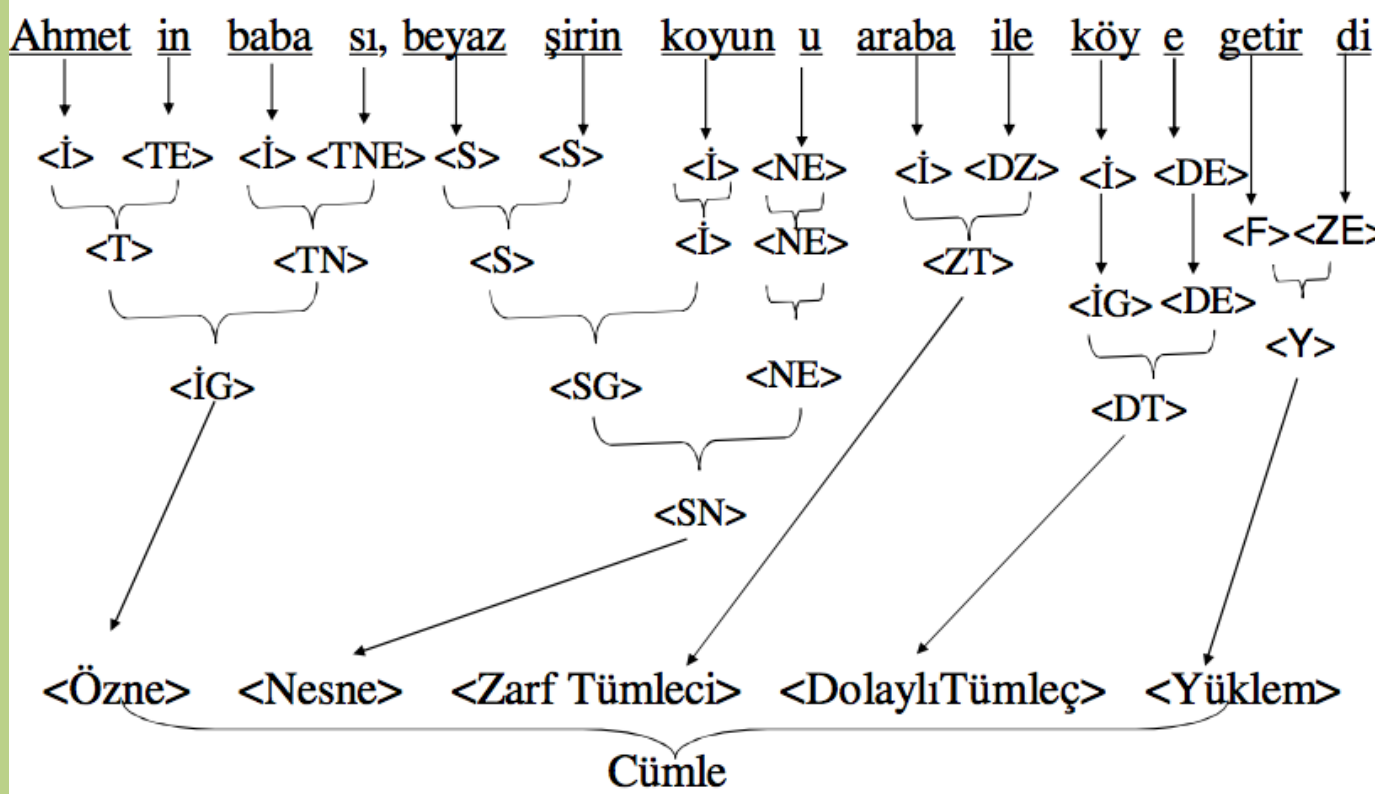 Ahmet in baba sı, beyaz şirin koyun u araba ile köy e getir di
<İ> <TE> <İ> <TNE> <S> <S> <İ> <NE> <İ> <DZ> <İ> <DE>
<T> <TN> <S> <İ> <NE> <ZT> <F> <ZE>
<İG> <DE>
<Y>
<İG> <SG> <NE>
<DT>
<SN>
<Özne> <Nesne> <Zarf Tümleci> <DolaylıTümleç> <Yüklem>
Cümle